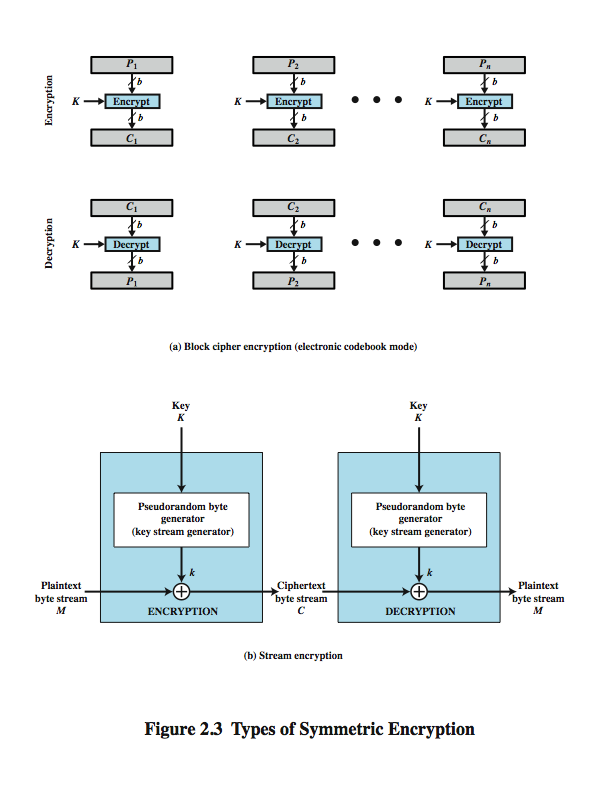 Encryption
P1
P2
Pn
b
b
b
K
Encrypt
K
Encrypt
K
Encrypt
b
b
b
C1
C2
Cn
Decryption
C1
C2
Cn
b
b
b
K
Decrypt
K
Decrypt
K
Decrypt
b
b
b
P1
P2
Pn
(a) Block cipher encryption (electronic codebook mode)
Key
K
Key
K
Pseudorandom byte
generator
(key stream generator)
Pseudorandom byte
generator
(key stream generator)
k
k
Plaintext
byte stream
M
ENCRYPTION
Ciphertext
byte stream
C
DECRYPTION
Plaintext
byte stream
M
(b) Stream encryption
Figure 2.3 Types of Symmetric Encryption